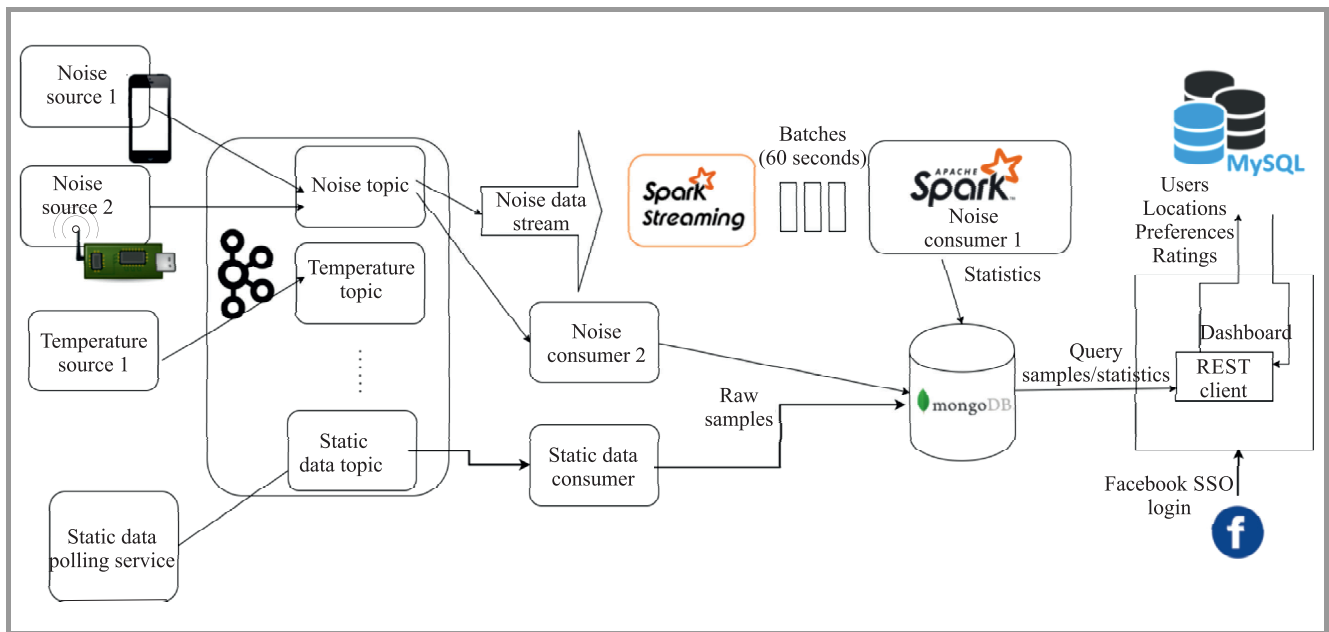 Noise
source 1
Noise
source 2
Temperature
source 1
Static data
polling service
Noise topic
Temperature
topic
......
Static
data topic
Noise data
stream
Spark
Streaming
Batches
(60 seconds)
APACHE
Spark™
Noise
consumer 1
Statistics
Noise
consumer 2
Static data
consumer
Raw
samples
mongoDB
Query
samples/statistics
MySQL
Users
Locations
Preferences
Ratings
Dashboard
REST
client
Facebook SSO
login
f